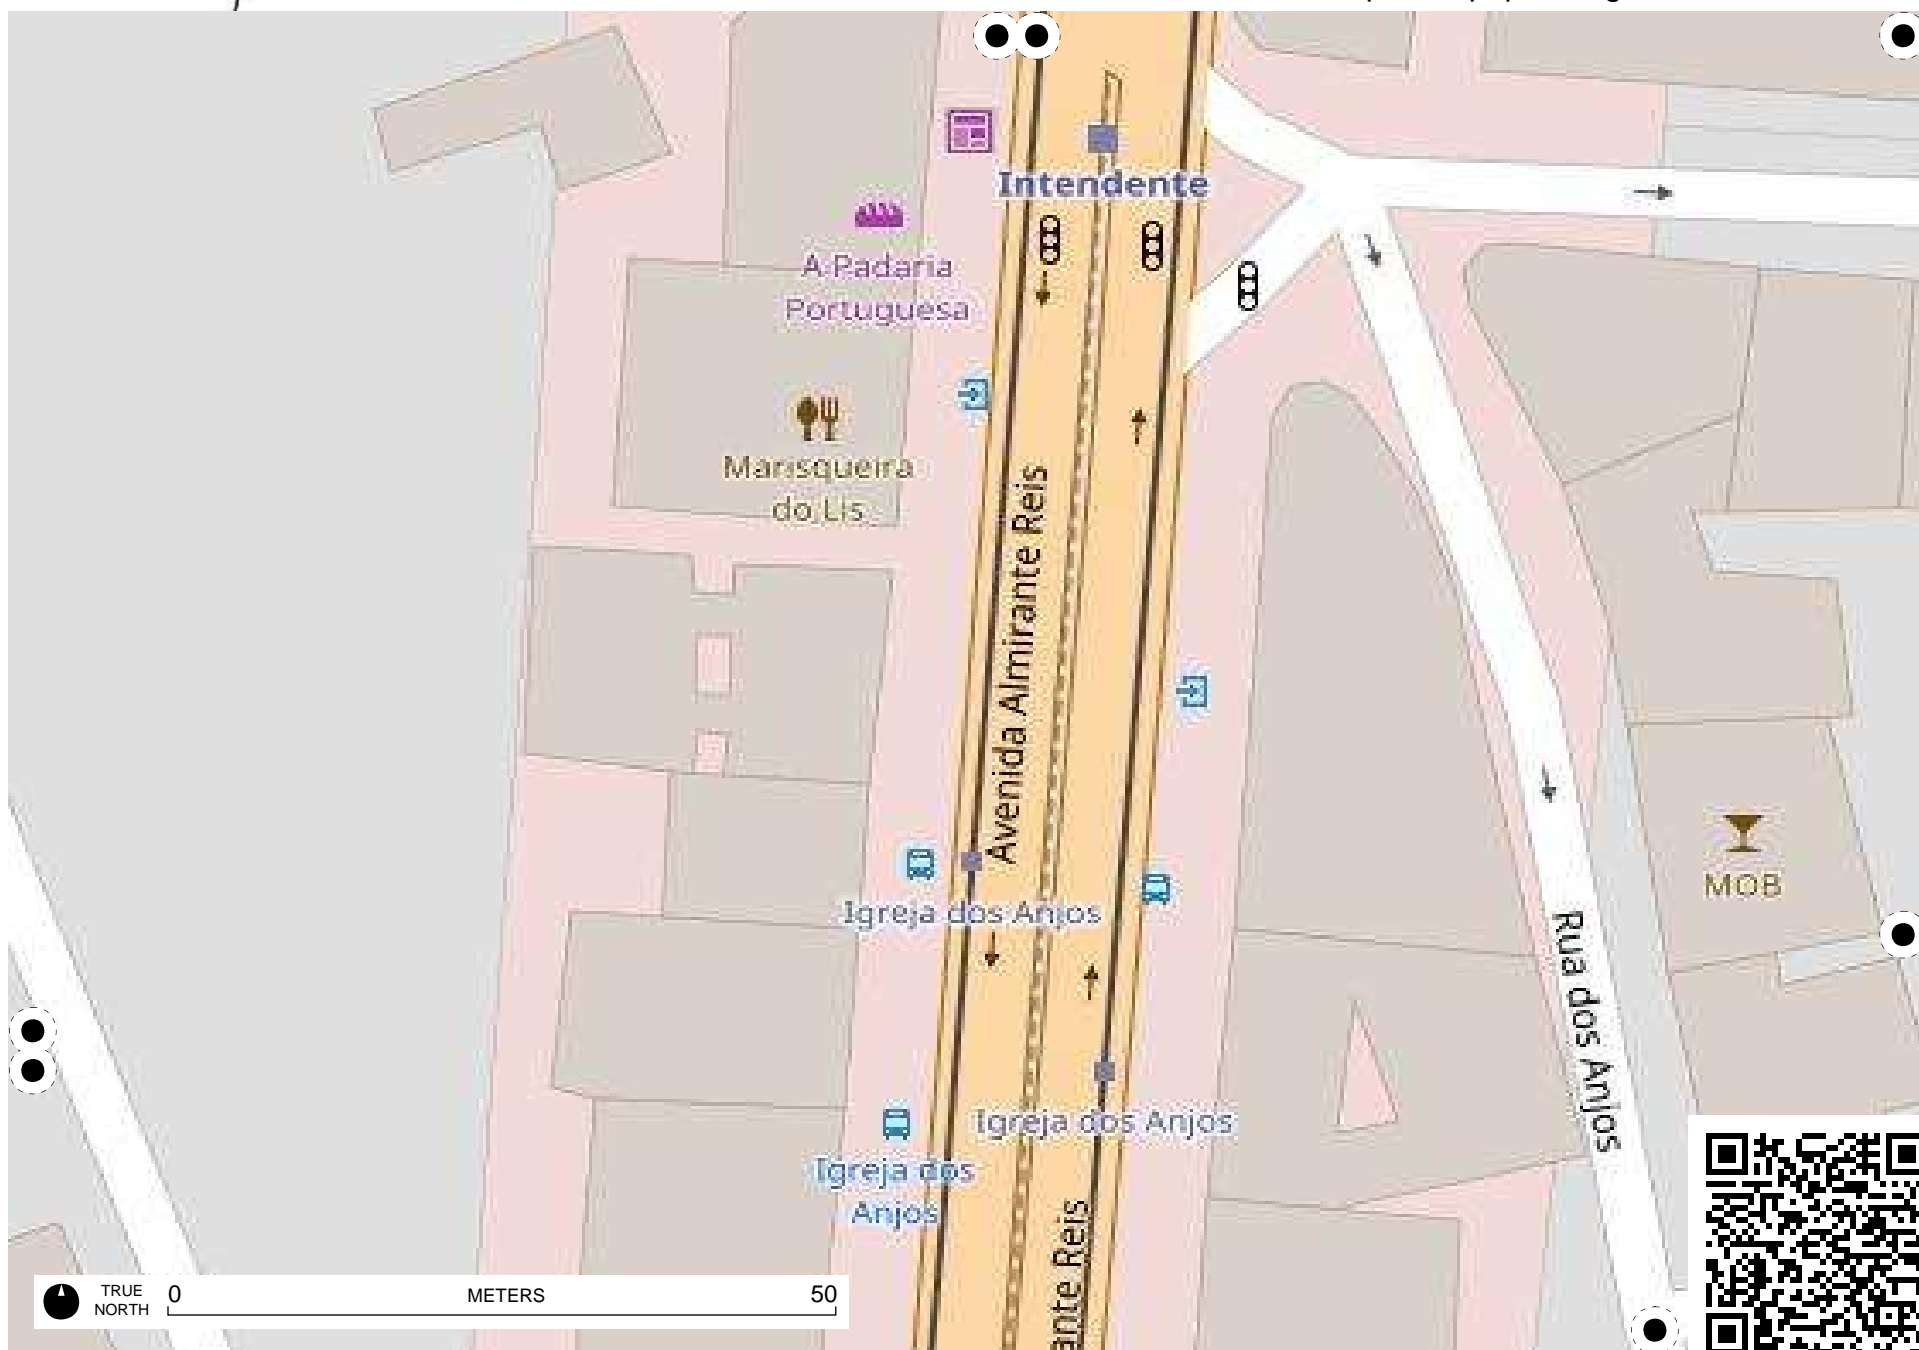 Intendente
A Padaria
Portuguesa
Marisqueira
do Lis
Avenida Almirante Reis
MOB
Igreja dos Anjos
Rua dos Anjos
Igreja dos Anjos
Igreja dos
Anjos
ante Reis
TRUE
NORTH
0 METERS 50